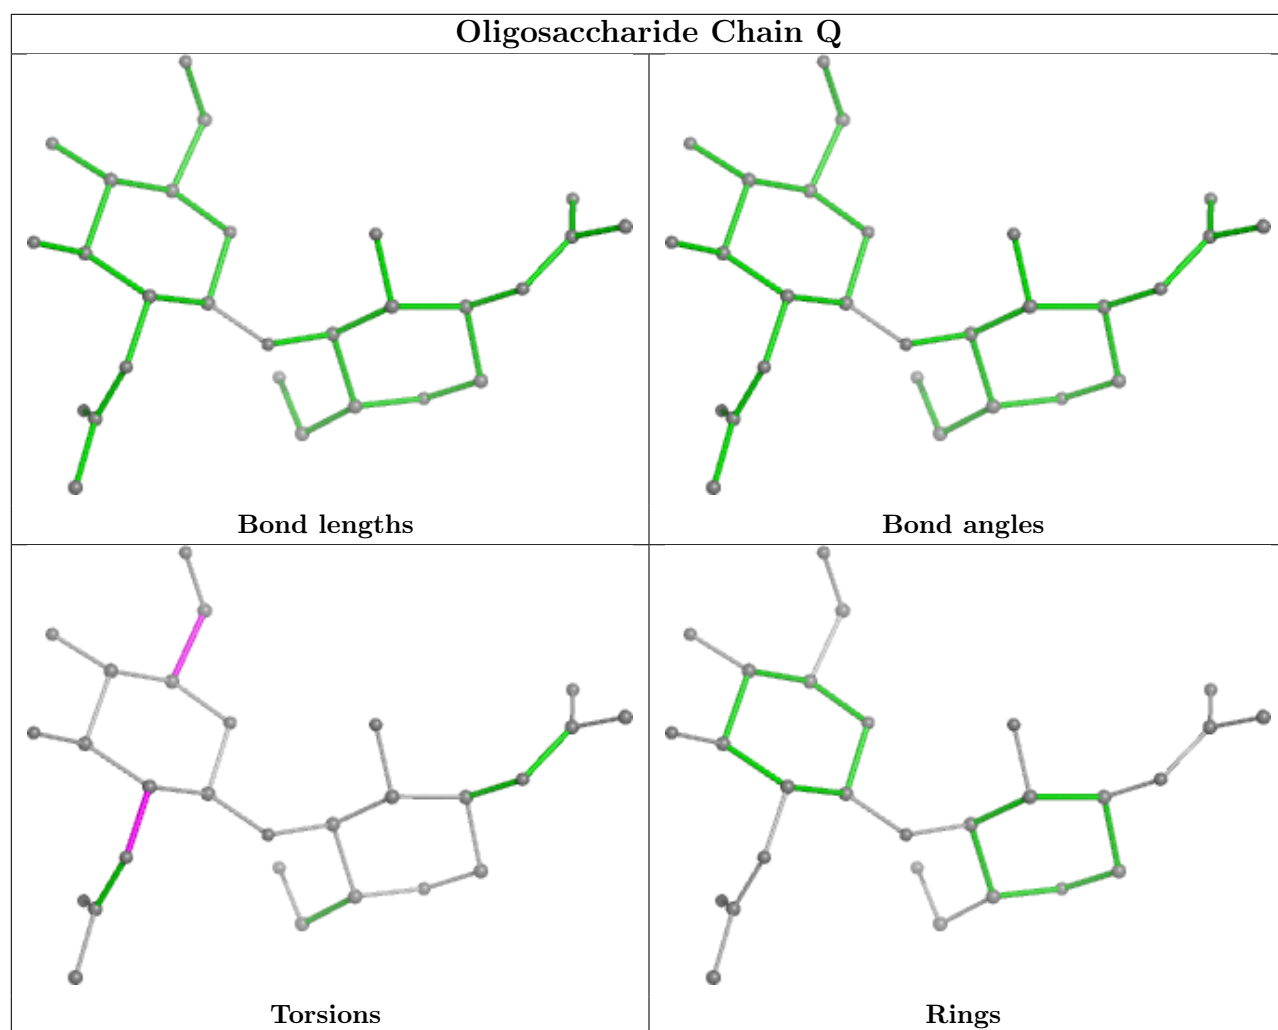 Oligosaccharide Chain Q
Bond lengths
Bond angles
Torsions
Rings